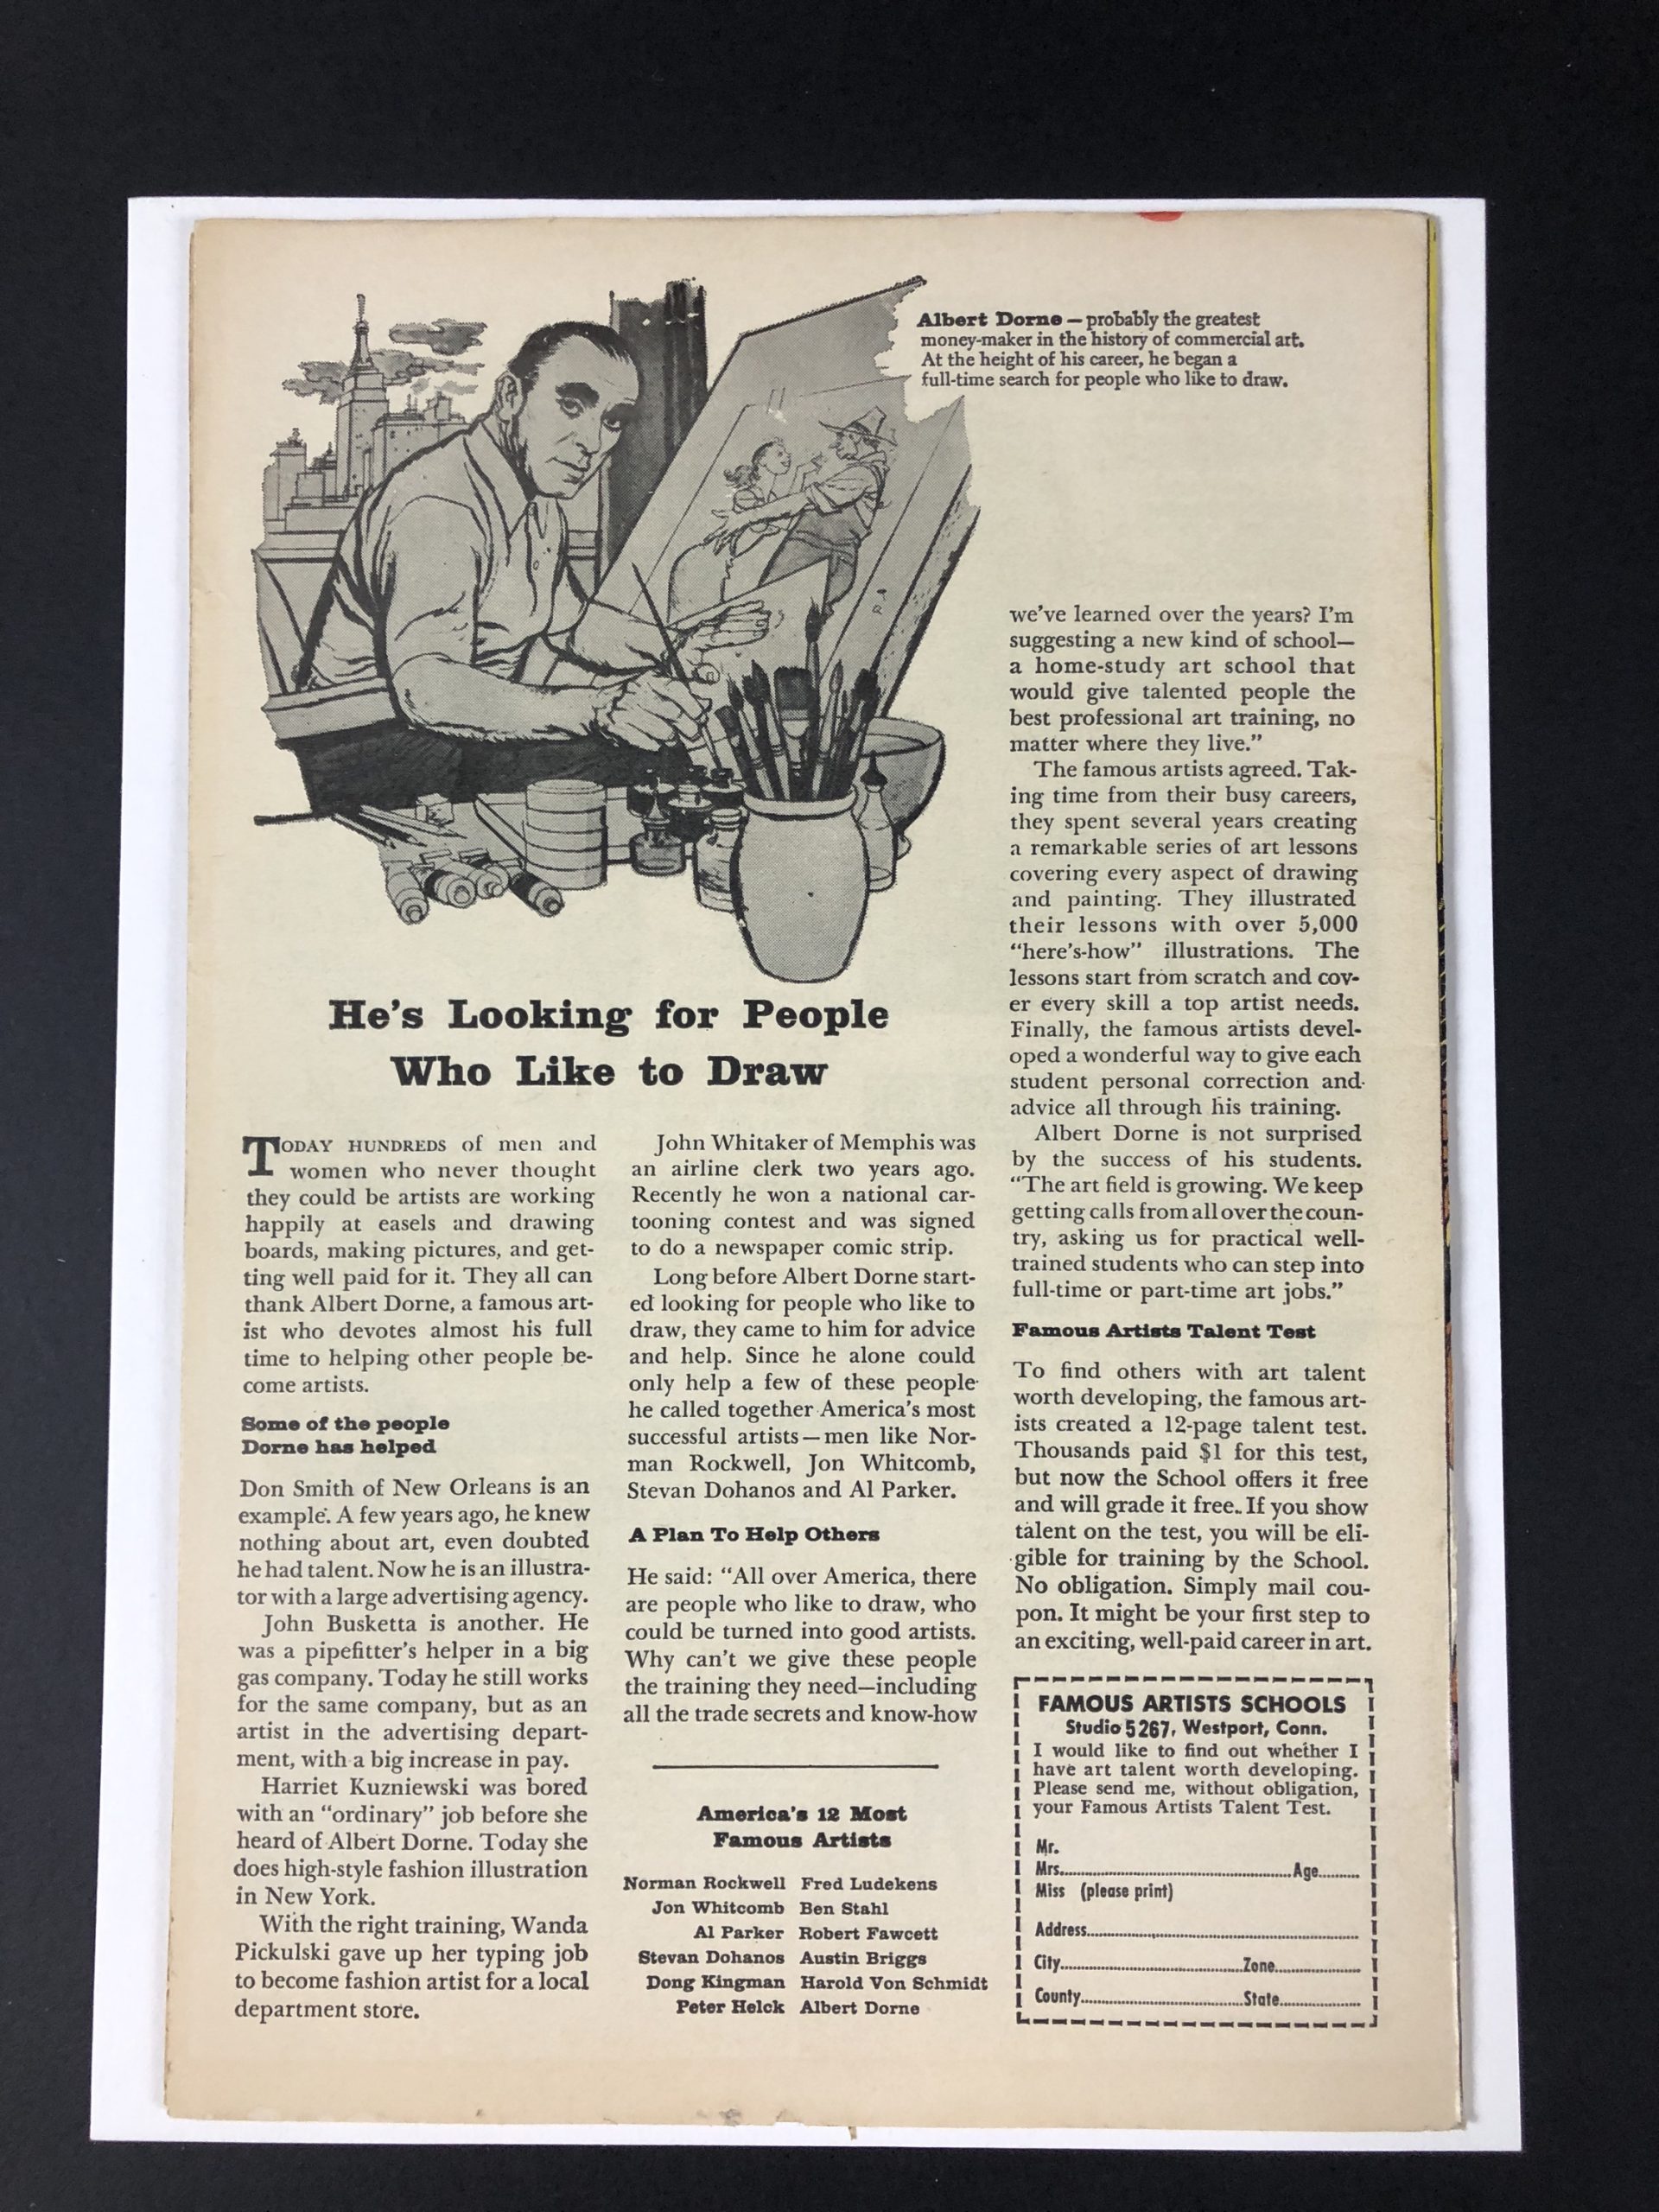 Albert Dorne — probably the greatest
money-maker in the history of commercial art.
At the height of his career, he began a
full-time search for people who like to draw.
He's Looking for People
Who Like to Draw
TODAY HUNDREDS of men and
women who never thought
they could be artists are working
happily at easels and drawing
boards, making pictures, and get-
ting well paid for it. They all can
thank Albert Dorne, a famous art-
ist who devotes almost his full
time to helping other people be-
come artists.
Some of the people
Dorne has helped
Don Smith of New Orleans is an
example. A few years ago, he knew
nothing about art, even doubted
he had talent. Now he is an illustra-
tor with a large advertising agency.
John Busketta is another. He
was a pipefitter's helper in a big
gas company. Today he still works
for the same company, but as an
artist in the advertising depart-
ment, with a big increase in pay.
Harriet Kuzniewski was bored
with an "ordinary" job before she
heard of Albert Dorne. Today she
does high-style fashion illustration
in New York.
With the right training, Wanda
Pickulski gave up her typing job
to become fashion artist for a local
department store.
John Whitaker of Memphis was
an airline clerk two years ago.
Recently he won a national car-
tooning contest and was signed
to do a newspaper comic strip.
Long before Albert Dorne start-
ed looking for people who like to
draw, they came to him for advice
and help. Since he alone could
only help a few of these people
he called together America's most
successful artists—men like Nor-
man Rockwell, Jon Whitcomb,
Stevan Dohanos and Al Parker.
A Plan To Help Others
He said: "All over America, there
are people who like to draw, who
could be turned into good artists.
Why can't we give these people
the training they need—including
all the trade secrets and know-how
America's 12 Most
Famous Artists
Norman Rockwell Fred Ludekens
Jon Whitcomb Ben Stahl
Al Parker Robert Fawcett
Stevan Dohanos Austin Briggs
Dong Kingman Harold Von Schmidt
Peter Helck Albert Dorne
we've learned over the years? I'm
suggesting a new kind of school—
a home-study art school that
would give talented people the
best professional art training, no
matter where they live."
The famous artists agreed. Tak-
ing time from their busy careers,
they spent several years creating
a remarkable series of art lessons
covering every aspect of drawing
and painting. They illustrated
their lessons with over 5,000
"here's-how" illustrations. The
lessons start from scratch and cov-
er every skill a top artist needs.
Finally, the famous artists devel-
oped a wonderful way to give each
student personal correction and
advice all through his training.
Albert Dorne is not surprised
by the success of his students.
"The art field is growing. We keep
getting calls from all over the coun-
try, asking us for practical well-
trained students who can step into
full-time or part-time art jobs."
Famous Artists Talent Test
To find others with art talent
worth developing, the famous art-
ists created a 12-page talent test.
Thousands paid $1 for this test,
but now the School offers it free
and will grade it free. If you show
talent on the test, you will be eli-
gible for training by the School.
No obligation. Simply mail cou-
pon. It might be your first step to
an exciting, well-paid career in art.
FAMOUS ARTISTS SCHOOLS
Studio 5267, Westport, Conn.
I would like to find out whether I
have art talent worth developing.
Please send me, without obligation,
your Famous Artists Talent Test.
Mr.
Mrs.....................Age..........
Miss (please print)
Address.....................
City.....................Zone..........
County.....................State..........